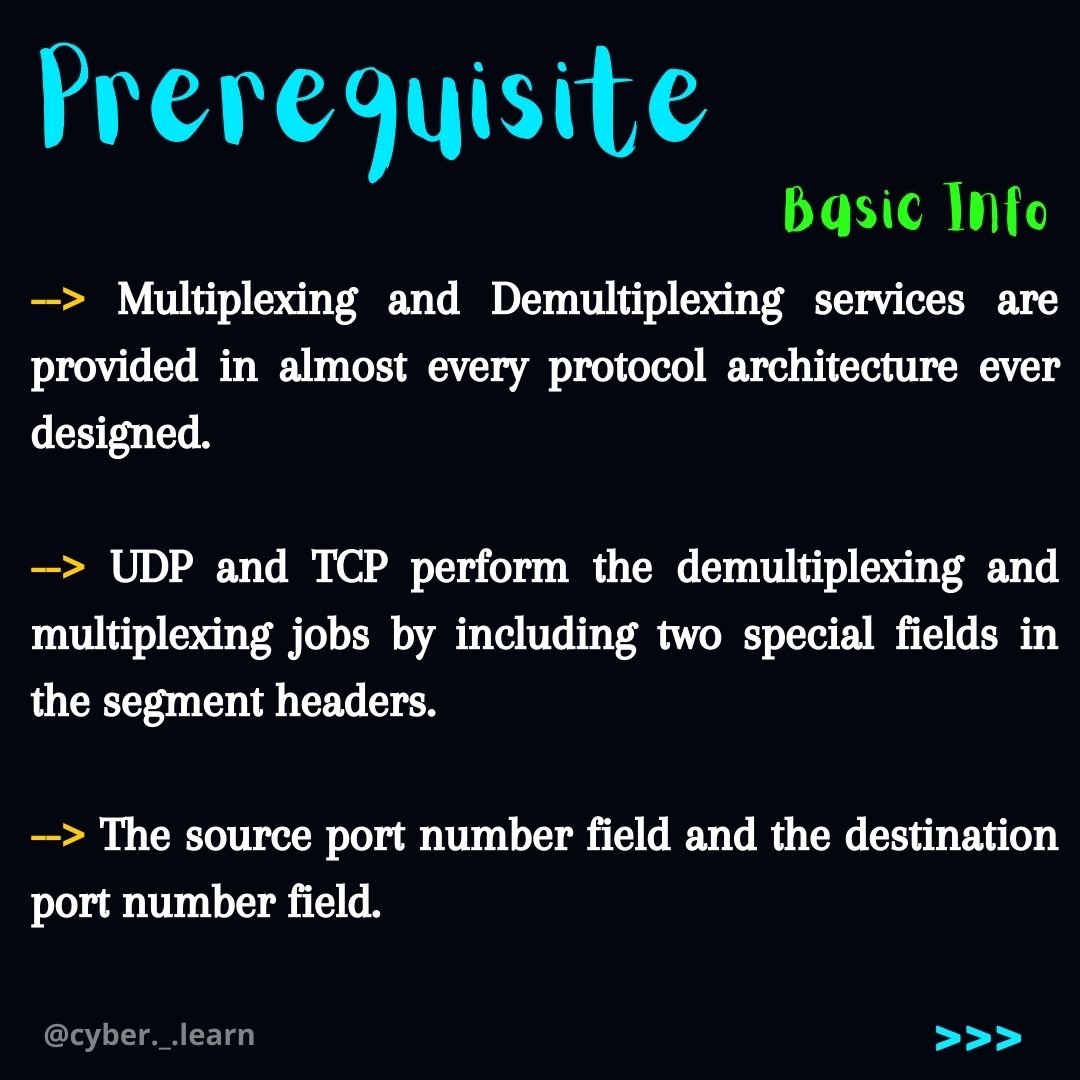 Prerequisite
Basic Info
--> Multiplexing and Demultiplexing services are
provided in almost every protocol architecture ever
designed.
--> UDP and TCP perform the demultiplexing and
multiplexing jobs by including two special fields in
the segment headers.
--> The source port number field and the destination
port number field.
@cyber._.learn
>>>